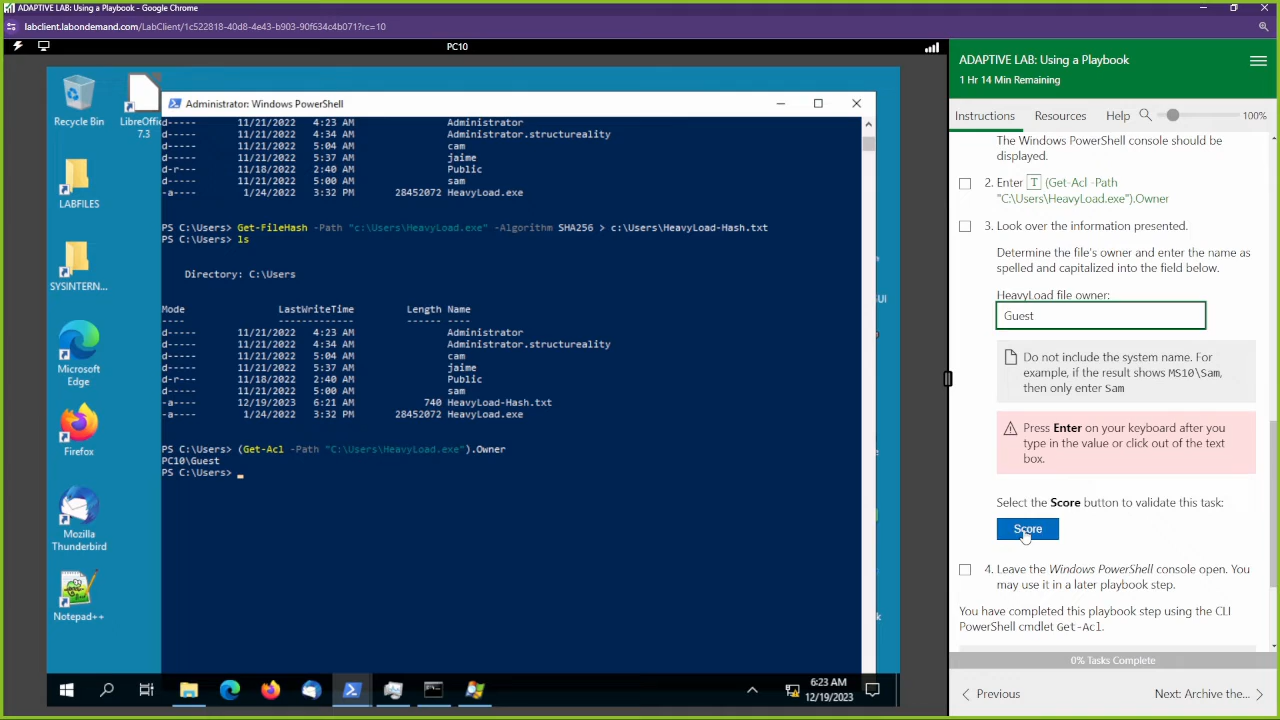 ADAPTIVE LAB: Using a Playbook - Google Chrome
labclient.labondemand.com/LabClient/1c522818-40d8-4e43-b903-90f634c4b071?rc=10
PC10
Recycle Bin
LibreOffi
7.3
LABFILES
SYSINTERN...
Microsoft
Edge
Firefox
Mozilla
Thunderbird
Notepad++
Administrator: Windows PowerShell
d----- 11/21/2022 4:23 AM Administrator
d----- 11/21/2022 4:34 AM Administrator.structureality
d----- 11/21/2022 5:04 AM cam
d----- 11/21/2022 5:37 AM jaime
d-r--- 11/18/2022 2:40 AM Public
d----- 11/21/2022 5:00 AM sam
-a---- 1/24/2022 3:32 PM 28452072 HeavyLoad.exe
PS C:\Users> Get-FileHash -Path "c:\Users\HeavyLoad.exe" -Algorithm SHA256 > c:\Users\HeavyLoad-Hash.txt
PS C:\Users> ls
Directory: C:\Users
Mode LastWriteTime Length Name
---- ------------- ------ ----
d----- 11/21/2022 4:23 AM Administrator
d----- 11/21/2022 4:34 AM Administrator.structureality
d----- 11/21/2022 5:04 AM cam
d----- 11/21/2022 5:37 AM jaime
d-r--- 11/18/2022 2:40 AM Public
d----- 11/21/2022 5:00 AM sam
-a---- 12/19/2023 6:21 AM 740 HeavyLoad-Hash.txt
-a---- 1/24/2022 3:32 PM 28452072 HeavyLoad.exe
PS C:\Users> (Get-Acl -Path "C:\Users\HeavyLoad.exe").Owner
PC10\Guest
PS C:\Users> _
UI
k
6:23 AM
12/19/2023
ADAPTIVE LAB: Using a Playbook
1 Hr 14 Min Remaining
Instructions Resources Help 100%
The Windows PowerShell console should be
displayed.
2. Enter T (Get-Acl -Path
"C:\Users\HeavyLoad.exe").Owner
3. Look over the information presented.
Determine the file's owner and enter the name as
spelled and capitalized into the field below.
HeavyLoad file owner:
Guest
Do not include the system name. For
example, if the result shows MS10\Sam,
then only enter Sam
Press Enter on your keyboard after you
type in the value or click out of the text
box.
Select the Score button to validate this task:
Score
4. Leave the Windows PowerShell console open. You
may use it in a later playbook step.
You have completed this playbook step using the CLI
PowerShell cmdlet Get-Acl.
0% Tasks Complete
Previous Next: Archive the...